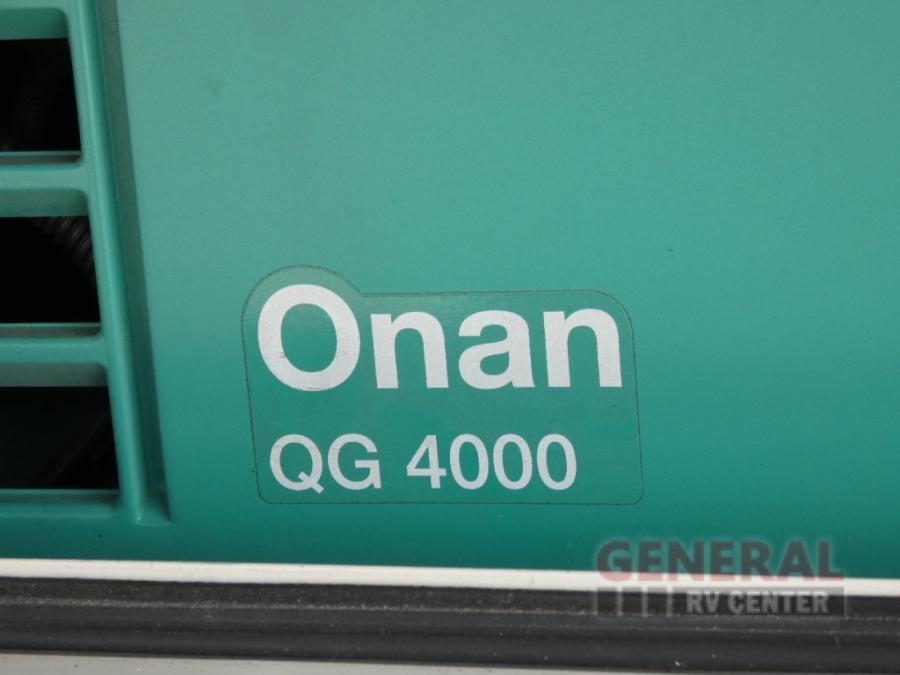 Onan
QG 4000
GENERAL
RV CENTER